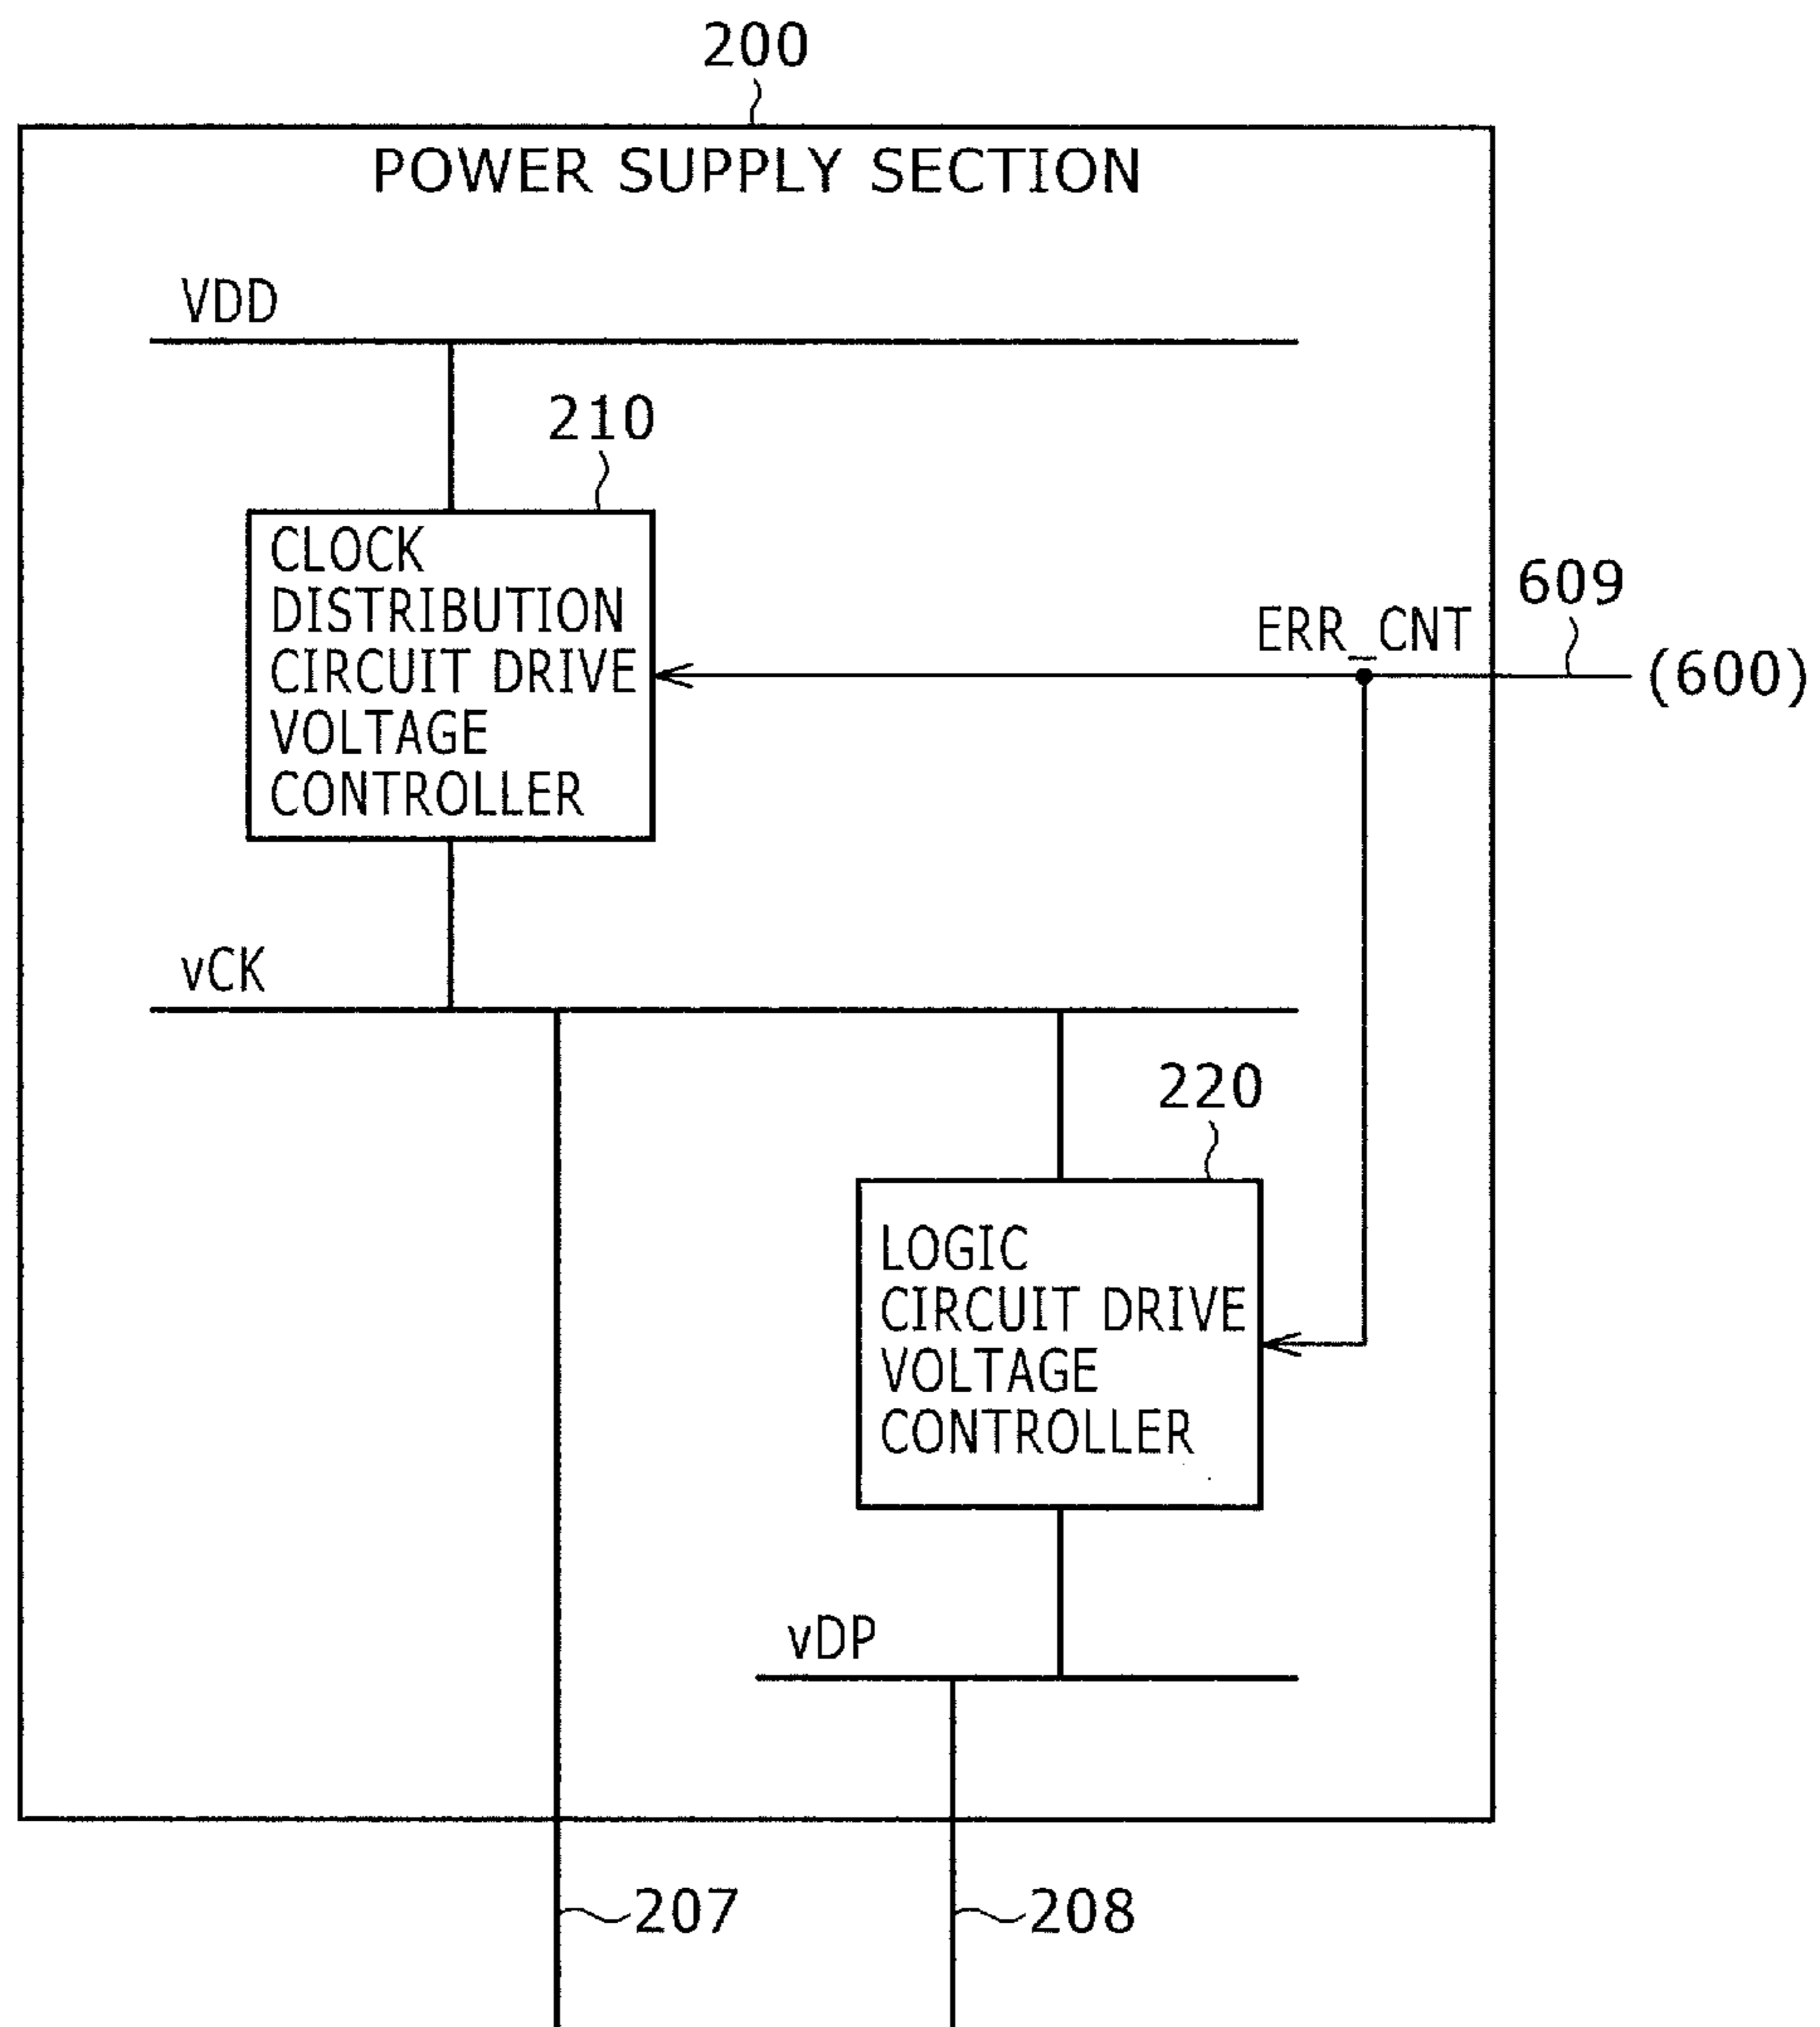 200
POWER SUPPLY SECTION
VDD
210
CLOCK
DISTRIBUTION
CIRCUIT DRIVE
VOLTAGE
CONTROLLER
609
ERR_CNT
(600)
vCK
220
LOGIC
CIRCUIT DRIVE
VOLTAGE
CONTROLLER
vDP
207
208